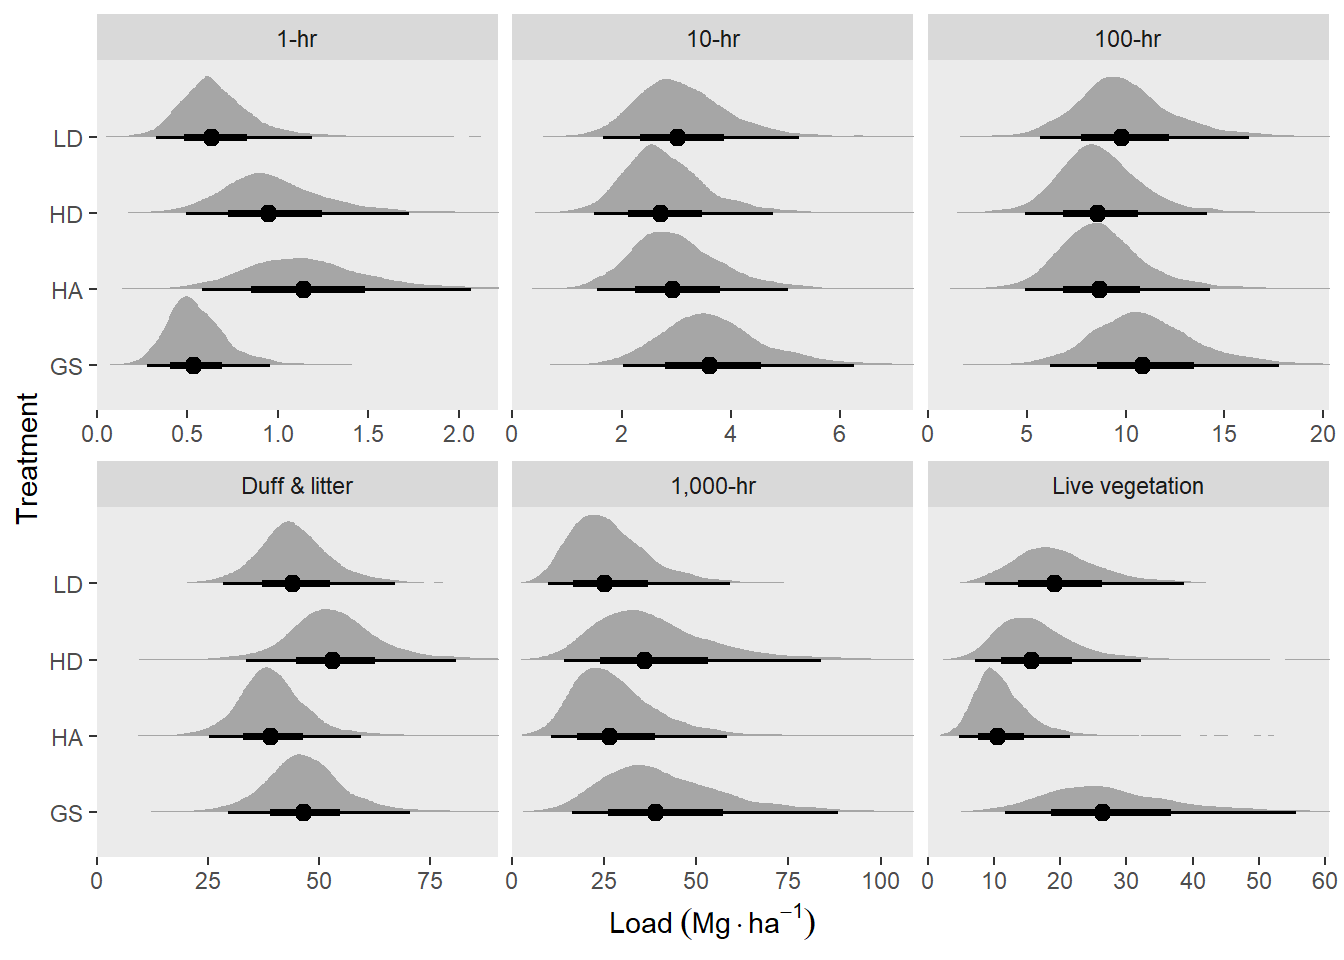 1-hr 10-hr 100-hr
LD
HD
HA
GS
0.0 0.5 1.0 1.5 2.0 0 2 4 6 0 5 10 15 20
Treatment
Duff & litter 1,000-hr Live vegetation
LD
HD
HA
GS
0 25 50 75 0 25 50 75 100 0 10 20 30 40 50 60
Load (Mg·ha⁻¹)